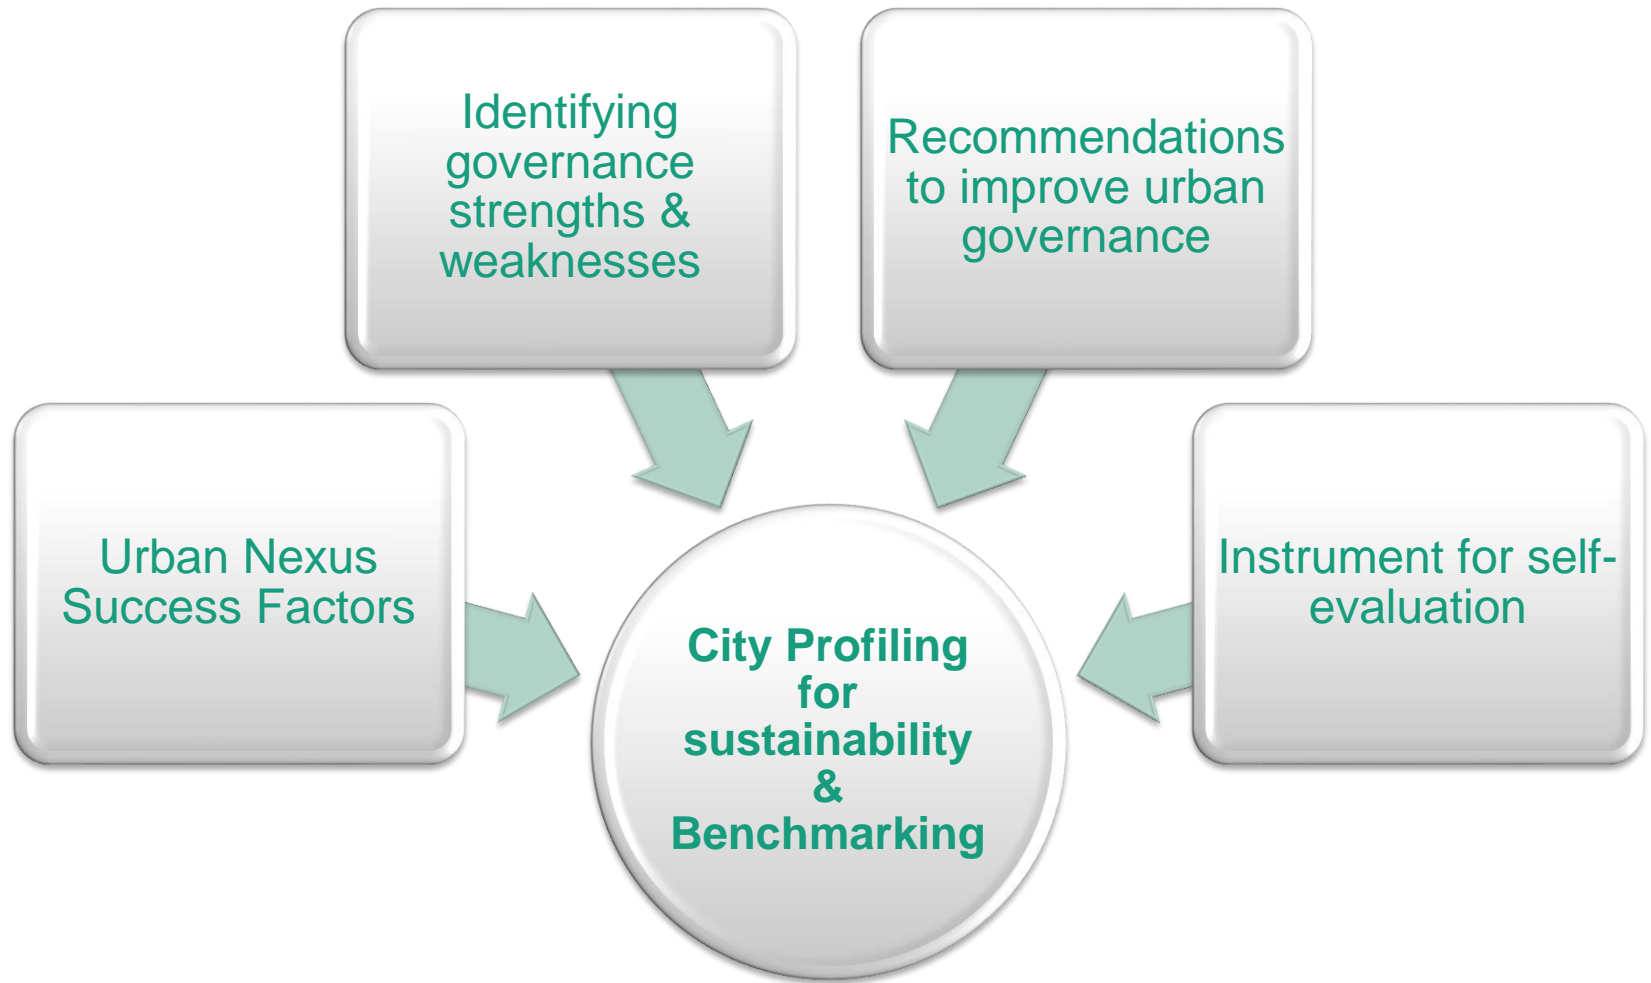 Identifying
governance
strengths &
weaknesses
Recommendations
to improve urban
governance
Urban Nexus
Success Factors
Instrument for self-
evaluation
City Profiling
for
sustainability
&
Benchmarking